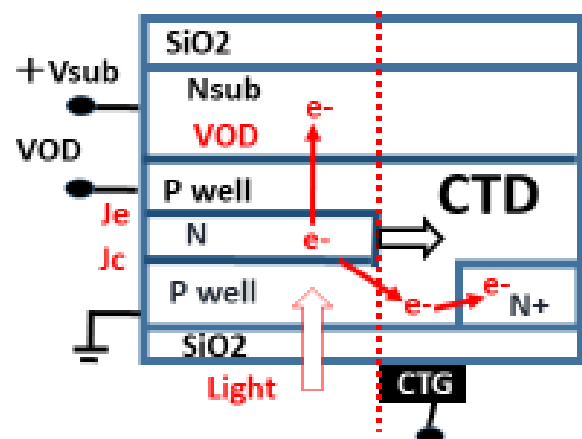 SiO2
+Vsub
Nsub
e-
VOD
VOD
P well
CTD
Je
N
e-
Jc
P well
e-
e-
N+
SiO2
Light
CTG